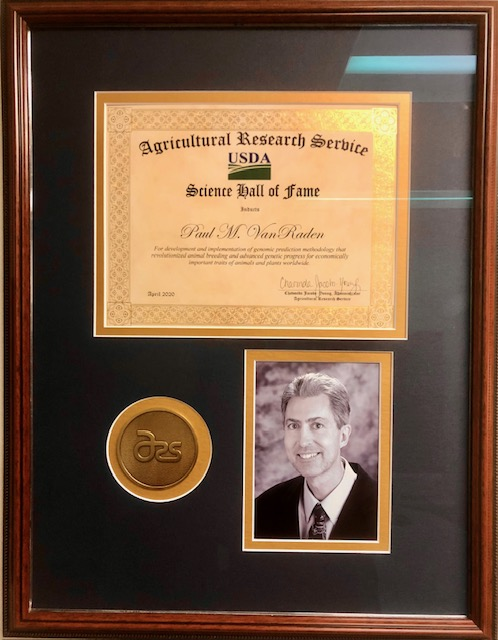 Agricultural Research Service
USDA
Science Hall of Fame
Inducts
Paul M. VanRaden
For development and implementation of genomic prediction methodology that
revolutionized animal breeding and advanced genetic progress for economically
important traits of animals and plants worldwide.
April 2020
Chavonda Jacobs-Young, Administrator
Agricultural Research Service
ars